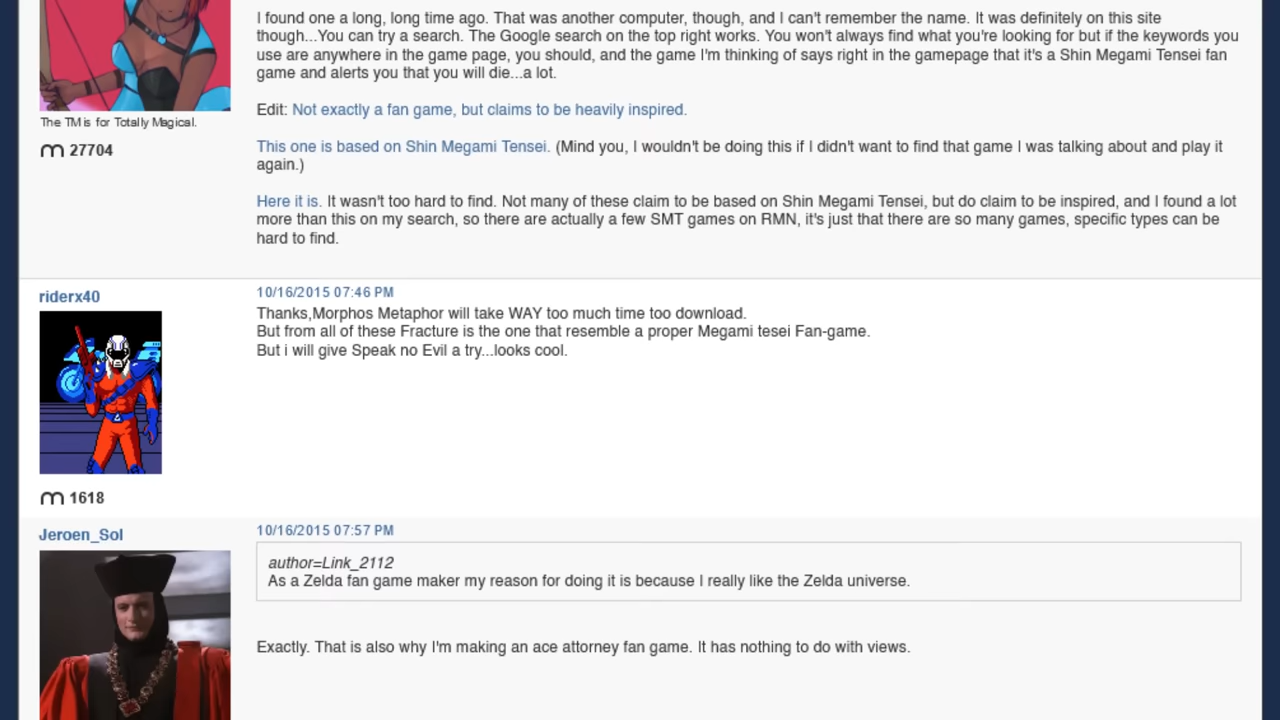 I found one a long, long time ago. That was another computer, though, and I can't remember the name. It was definitely on this site
though...You can try a search. The Google search on the top right works. You won't always find what you're looking for but if the keywords you
use are anywhere in the game page, you should, and the game I'm thinking of says right in the gamepage that it's a Shin Megami Tensei fan
game and alerts you that you will die...a lot.
Edit: Not exactly a fan game, but claims to be heavily inspired.
The TM is for Totally Magical.
27704
This one is based on Shin Megami Tensei. (Mind you, I wouldn't be doing this if I didn't want to find that game I was talking about and play it
again.)
Here it is. It wasn't too hard to find. Not many of these claim to be based on Shin Megami Tensei, but do claim to be inspired, and I found a lot
more than this on my search, so there are actually a few SMT games on RMN, it's just that there are so many games, specific types can be
hard to find.
riderx40
10/16/2015 07:46 PM
Thanks,Morphos Metaphor will take WAY too much time too download.
But from all of these Fracture is the one that resemble a proper Megami tesei Fan-game.
But i will give Speak no Evil a try...looks cool.
1618
Jeroen_Sol
10/16/2015 07:57 PM
author=Link_2112
As a Zelda fan game maker my reason for doing it is because I really like the Zelda universe.
Exactly. That is also why I'm making an ace attorney fan game. It has nothing to do with views.